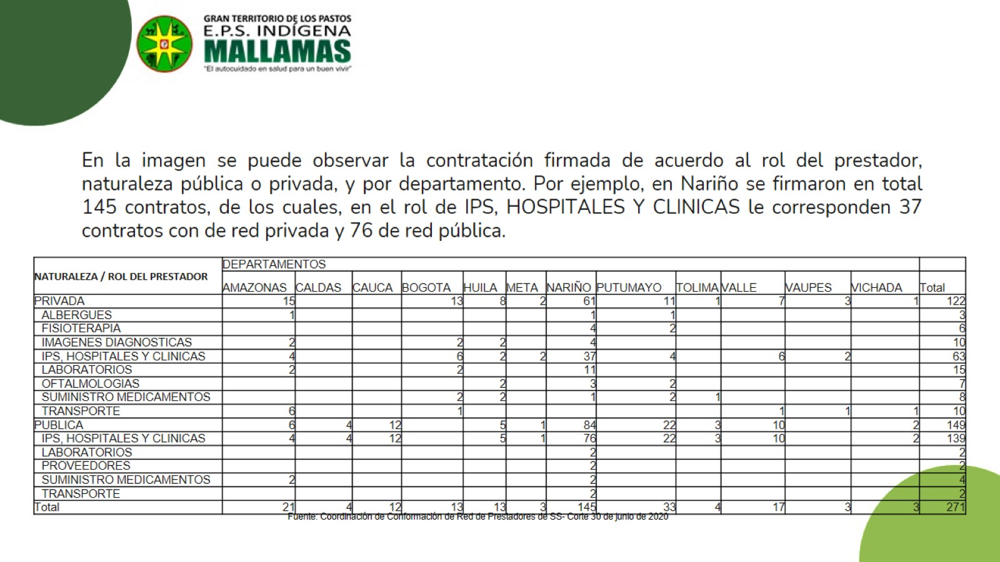 GRAN TERRITORIO DE LOS PASTOS
E.P.S. INDÍGENA
MALLAMAS
"El autocuidado en salud para un buen vivir"
En la imagen se puede observar la contratación firmada de acuerdo al rol del prestador,
naturaleza pública o privada, y por departamento. Por ejemplo, en Nariño se firmaron en total
145 contratos, de los cuales, en el rol de IPS, HOSPITALES Y CLINICAS le corresponden 37
contratos con de red privada y 76 de red pública.
NATURALEZA / ROL DEL PRESTADOR DEPARTAMENTOS
AMAZONAS CALDAS CAUCA BOGOTA HUILA META NARIÑO PUTUMAYO TOLIMA VALLE VAUPES VICHADA Total
PRIVADA 15 13 8 2 61 11 1 7 3 1 122
ALBERGUES 1 1 1 3
FISIOTERAPIA 4 2 6
IMAGENES DIAGNOSTICAS 2 2 2 4 10
IPS, HOSPITALES Y CLINICAS 4 6 2 2 37 4 6 2 63
LABORATORIOS 2 2 11 15
OFTALMOLOGIAS 2 3 2 7
SUMINISTRO MEDICAMENTOS 2 2 1 2 1 8
TRANSPORTE 6 1 1 1 1 10
PUBLICA 6 4 12 5 1 84 22 3 10 2 149
IPS, HOSPITALES Y CLINICAS 4 4 12 5 1 76 22 3 10 2 139
LABORATORIOS 2 2
PROVEEDORES 2 2
SUMINISTRO MEDICAMENTOS 2 2 4
TRANSPORTE 2 2
Total 21 4 12 13 13 3 145 33 4 17 3 3 271
Fuente: Coordinación de Conformación de Red de Prestadores de SS- Corte 30 de junio de 2020